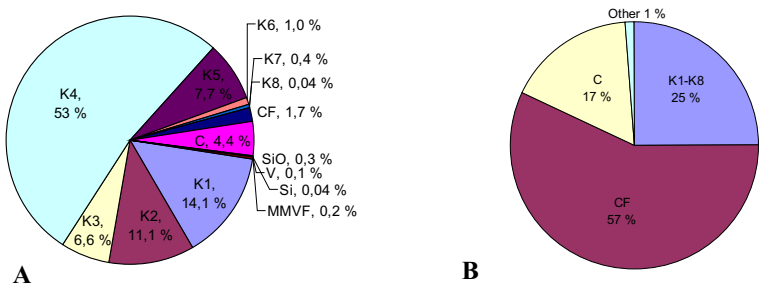 K6, 1,0 %
K7, 0,4 %
K8, 0,04 %
CF, 1,7 %
C, 4,4 %
SiO, 0,3 %
V, 0,1 %
Si, 0,04 %
MMVF, 0,2 %
K1,
14,1 %
K2,
11,1 %
K3,
6,6 %
K4,
53 %
K5,
7,7 %
A
Other 1 %
K1-K8
25 %
CF
57 %
C
17 %
B